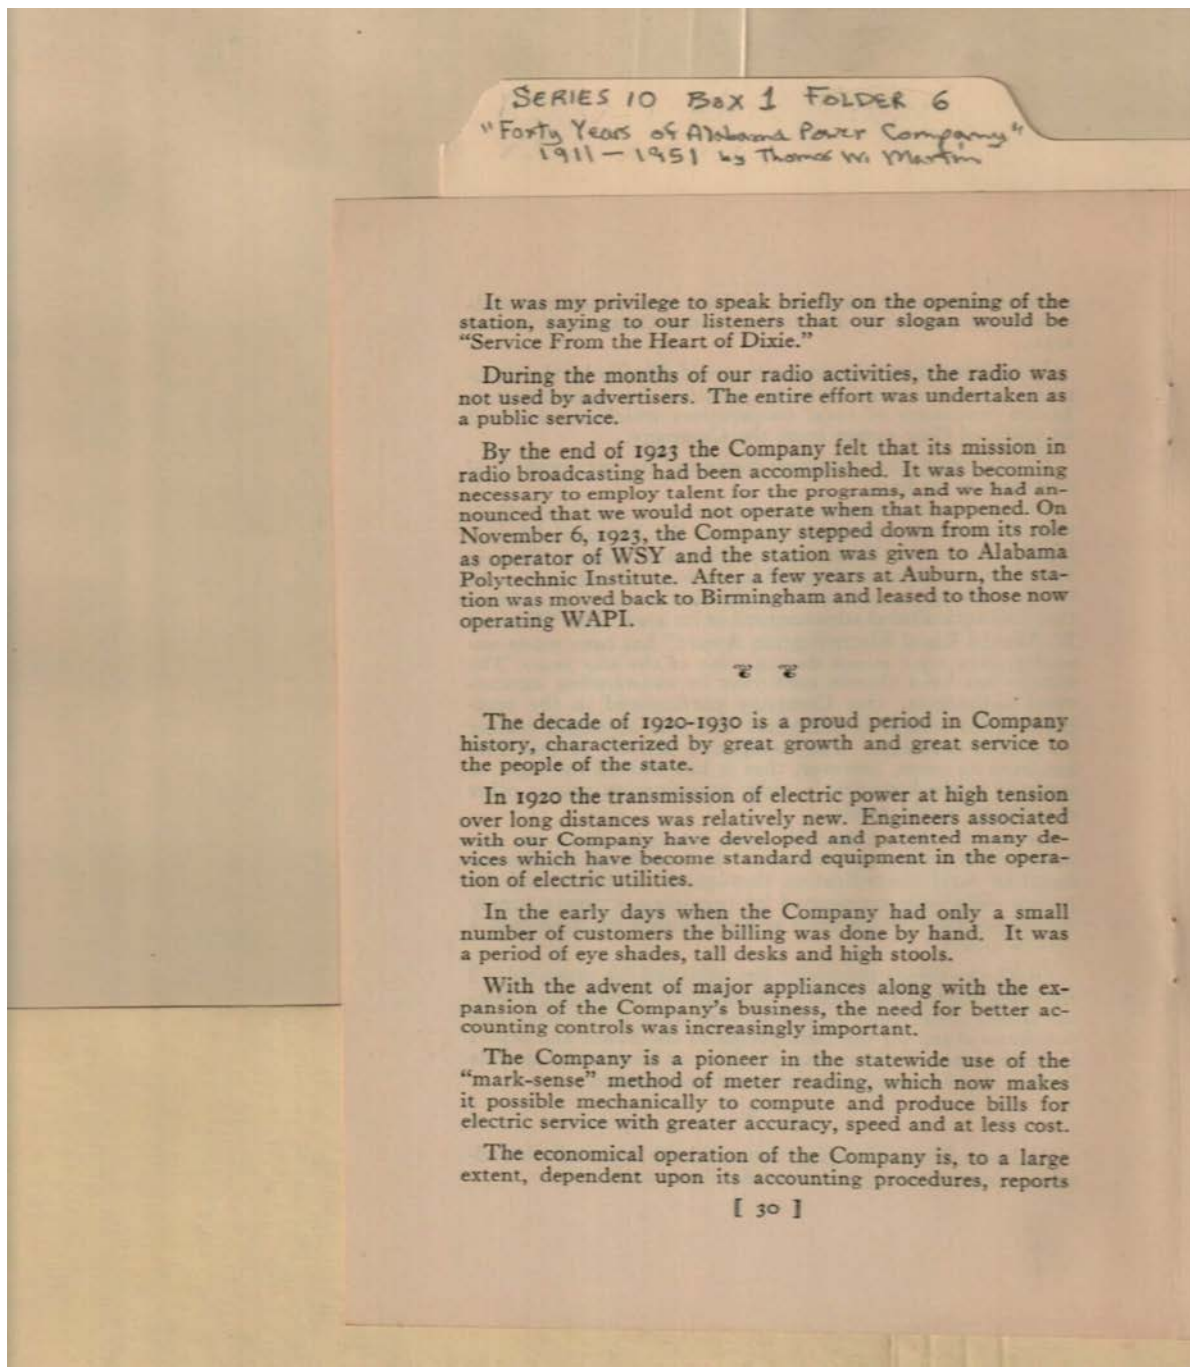 SERIES 10 BOX 1 FOLDER 6
"Forty Years of Alabama Power Company"
1911-1951 by Thomas W. Martin
It was my privilege to speak briefly on the opening of the
station, saying to our listeners that our slogan would be
“Service From the Heart of Dixie.”
During the months of our radio activities, the radio was
not used by advertisers. The entire effort was undertaken as
a public service.
By the end of 1923 the Company felt that its mission in
radio broadcasting had been accomplished. It was becoming
necessary to employ talent for the programs, and we had an-
nounced that we would not operate when that happened. On
November 6, 1923, the Company stepped down from its role
as operator of WSY and the station was given to Alabama
Polytechnic Institute. After a few years at Auburn, the sta-
tion was moved back to Birmingham and leased to those now
operating WAPI.
The decade of 1920-1930 is a proud period in Company
history, characterized by great growth and great service to
the people of the state.
In 1920 the transmission of electric power at high tension
over long distances was relatively new. Engineers associated
with our Company have developed and patented many de-
vices which have become standard equipment in the opera-
tion of electric utilities.
In the early days when the Company had only a small
number of customers the billing was done by hand. It was
a period of eye shades, tall desks and high stools.
With the advent of major appliances along with the ex-
pansion of the Company's business, the need for better ac-
counting controls was increasingly important.
The Company is a pioneer in the statewide use of the
“mark-sense” method of meter reading, which now makes
it possible mechanically to compute and produce bills for
electric service with greater accuracy, speed and at less cost.
The economical operation of the Company is, to a large
extent, dependent upon its accounting procedures, reports
[ 30 ]